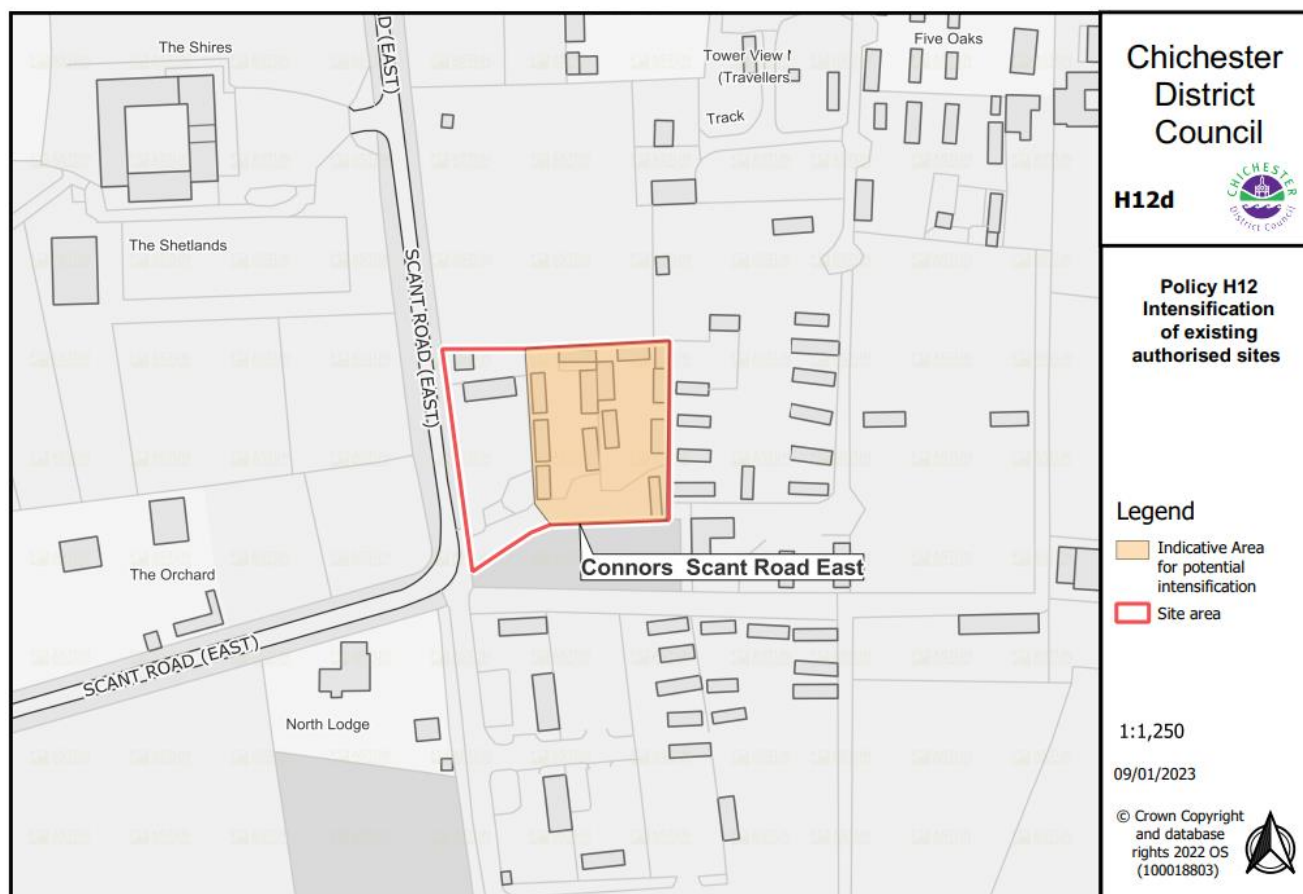 The Shires
D (EAST)
Tower View
(Travellers
Track
Five Oaks
The Shetlands
SCANT ROAD (EAST)
Connors Scant Road East
The Orchard
SCANT ROAD (EAST)
North Lodge
Chichester
District
Council
H12d
CHICHESTER
District Council
Policy H12
Intensification
of existing
authorised sites
Legend
Indicative Area
for potential
intensification
Site area
1:1,250
09/01/2023
© Crown Copyright
and database
rights 2022 OS
(100018803)